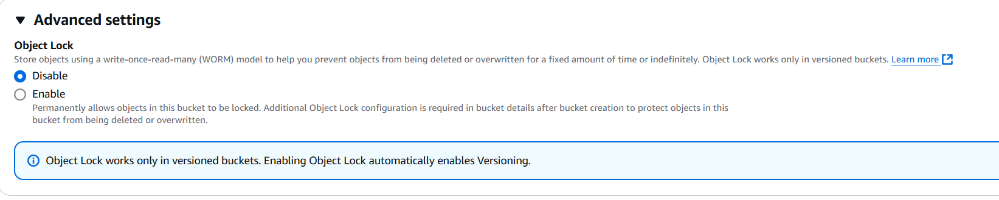 Advanced settings
Object Lock
Store objects using a write-once-read-many (WORM) model to help you prevent objects from being deleted or overwritten for a fixed amount of time or indefinitely. Object Lock works only in versioned buckets. Learn more
Disable
Enable
Permanently allows objects in this bucket to be locked. Additional Object Lock configuration is required in bucket details after bucket creation to protect objects in this
bucket from being deleted or overwritten.
Object Lock works only in versioned buckets. Enabling Object Lock automatically enables Versioning.